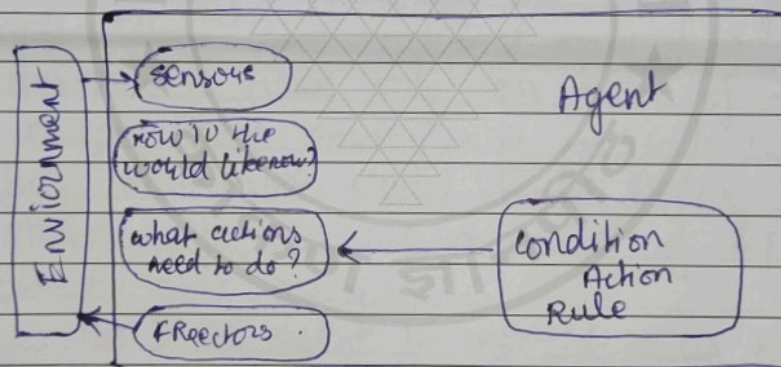 Enviornment
sensors
How is the
world like now?
what actions
need to do?
Effectors.
Agent
condition
Action
Rule